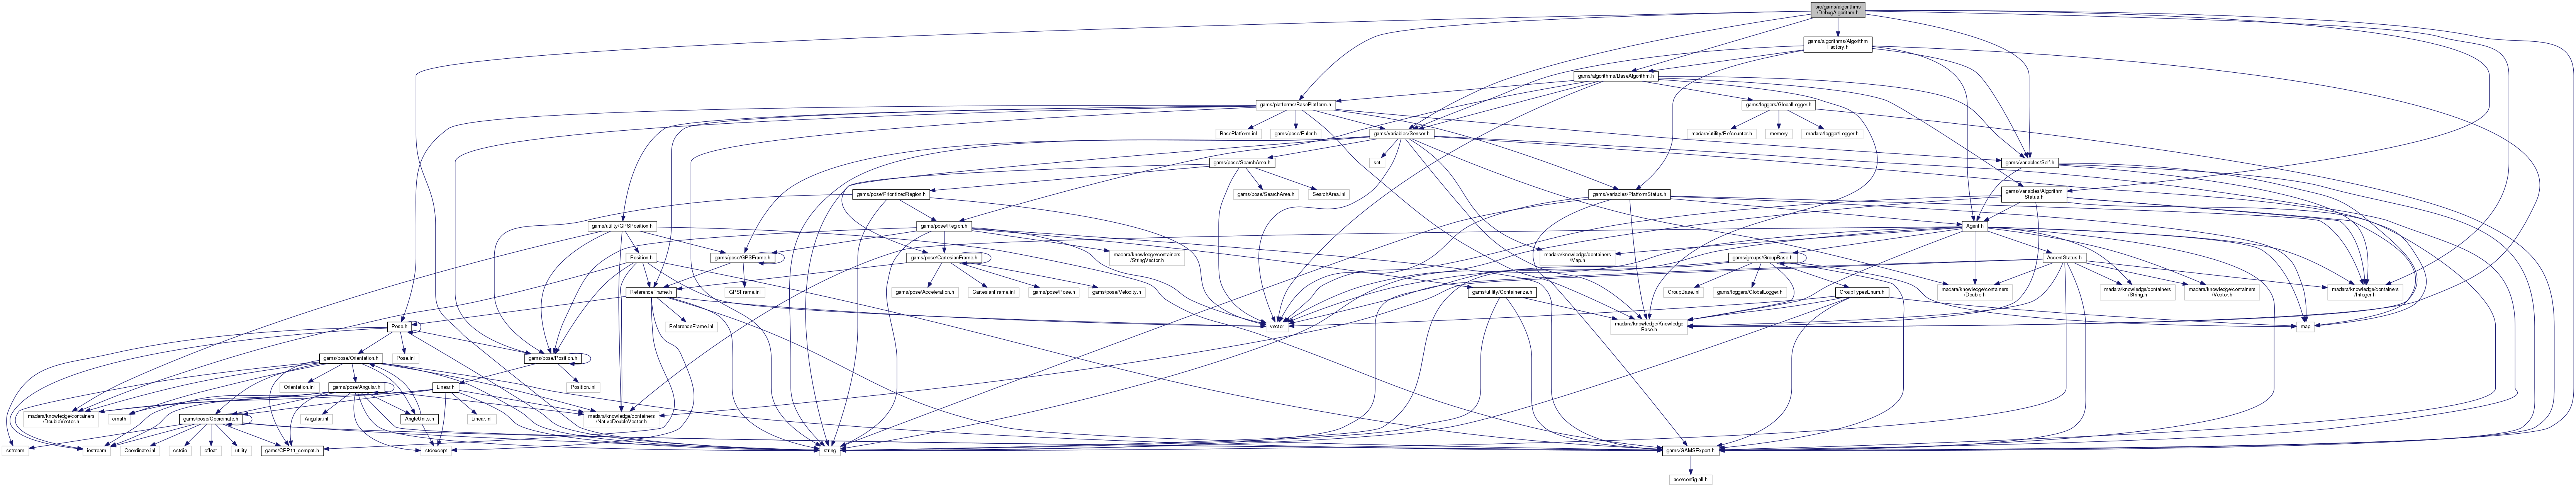 src/gams/algorithms
/DebugAlgorithm.h
gams/algorithms/Algorithm
Factory.h
gams/algorithms/BaseAlgorithm.h
gams/platforms/BasePlatform.h
gams/loggers/GlobalLogger.h
BasePlatform.inl
gams/pose/Euler.h
gams/variables/Sensor.h
madara/utility/Refcounter.h
memory
madara/logger/Logger.h
gams/pose/SearchArea.h
set
gams/variables/Self.h
gams/pose/PrioritizedRegion.h
gams/pose/SearchArea.h
SearchArea.inl
gams/variables/PlatformStatus.h
gams/variables/Algorithm
Status.h
gams/utility/GPSPosition.h
gams/pose/Region.h
Agent.h
Position.h
gams/pose/GPSFrame.h
gams/pose/CartesianFrame.h
madara/knowledge/containers
/StringVector.h
madara/knowledge/containers
/Map.h
gams/groups/GroupBase.h
AccentStatus.h
ReferenceFrame.h
GPSFrame.inl
gams/pose/Acceleration.h
CartesianFrame.inl
gams/pose/Pose.h
gams/pose/Velocity.h
gams/utility/Containerize.h
GroupBase.inl
gams/loggers/GlobalLogger.h
GroupTypesEnum.h
madara/knowledge/containers
/Double.h
madara/knowledge/containers
/String.h
madara/knowledge/containers
/Vector.h
madara/knowledge/containers
/Integer.h
Pose.h
ReferenceFrame.inl
vector
madara/knowledge/Knowledge
Base.h
map
gams/pose/Orientation.h
Pose.inl
gams/pose/Position.h
Orientation.inl
gams/pose/Angular.h
Linear.h
Position.inl
madara/knowledge/containers
/DoubleVector.h
cmath
gams/pose/Coordinate.h
Angular.inl
AngleUnits.h
Linear.inl
madara/knowledge/containers
/NativeDoubleVector.h
sstream
iostream
Coordinate.inl
cstdio
cfloat
utility
gams/CPP11_compat.h
stdexcept
string
gams/GAMSExport.h
ace/config-all.h